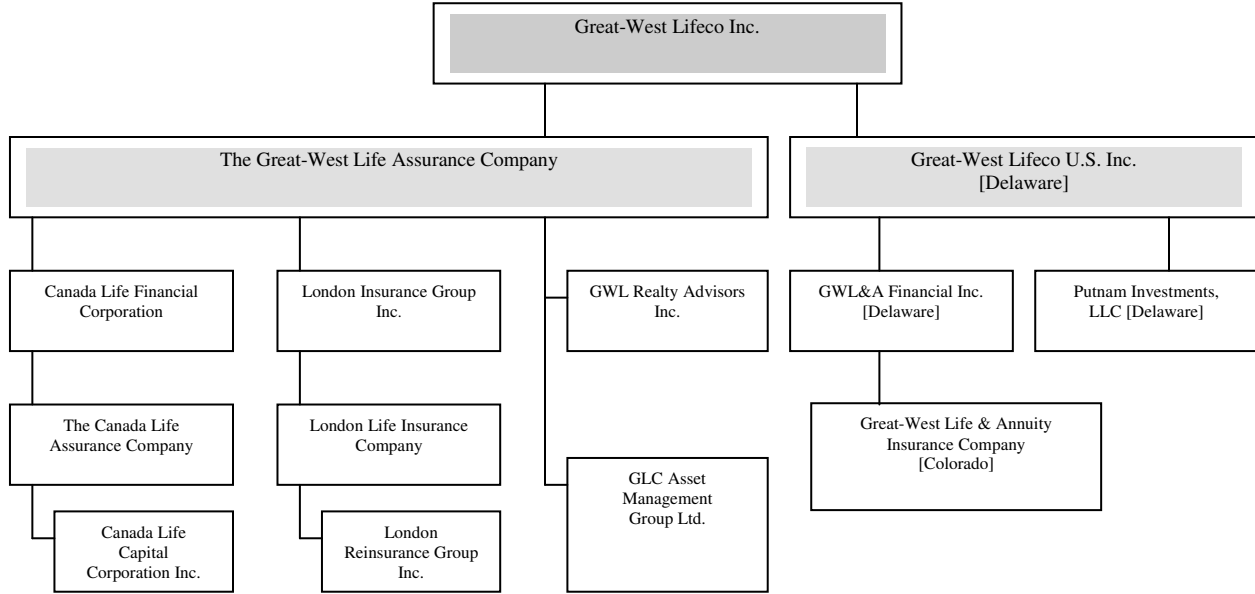 Great-West Lifeco Inc.
The Great-West Life Assurance Company
Great-West Lifeco U.S. Inc.
[Delaware]
Canada Life Financial
Corporation
London Insurance Group
Inc.
GWL Realty Advisors
Inc.
GWL&A Financial Inc.
[Delaware]
Putnam Investments,
LLC [Delaware]
The Canada Life
Assurance Company
London Life Insurance
Company
GLC Asset
Management
Group Ltd.
Great-West Life & Annuity
Insurance Company
[Colorado]
Canada Life
Capital
Corporation Inc.
London
Reinsurance Group
Inc.